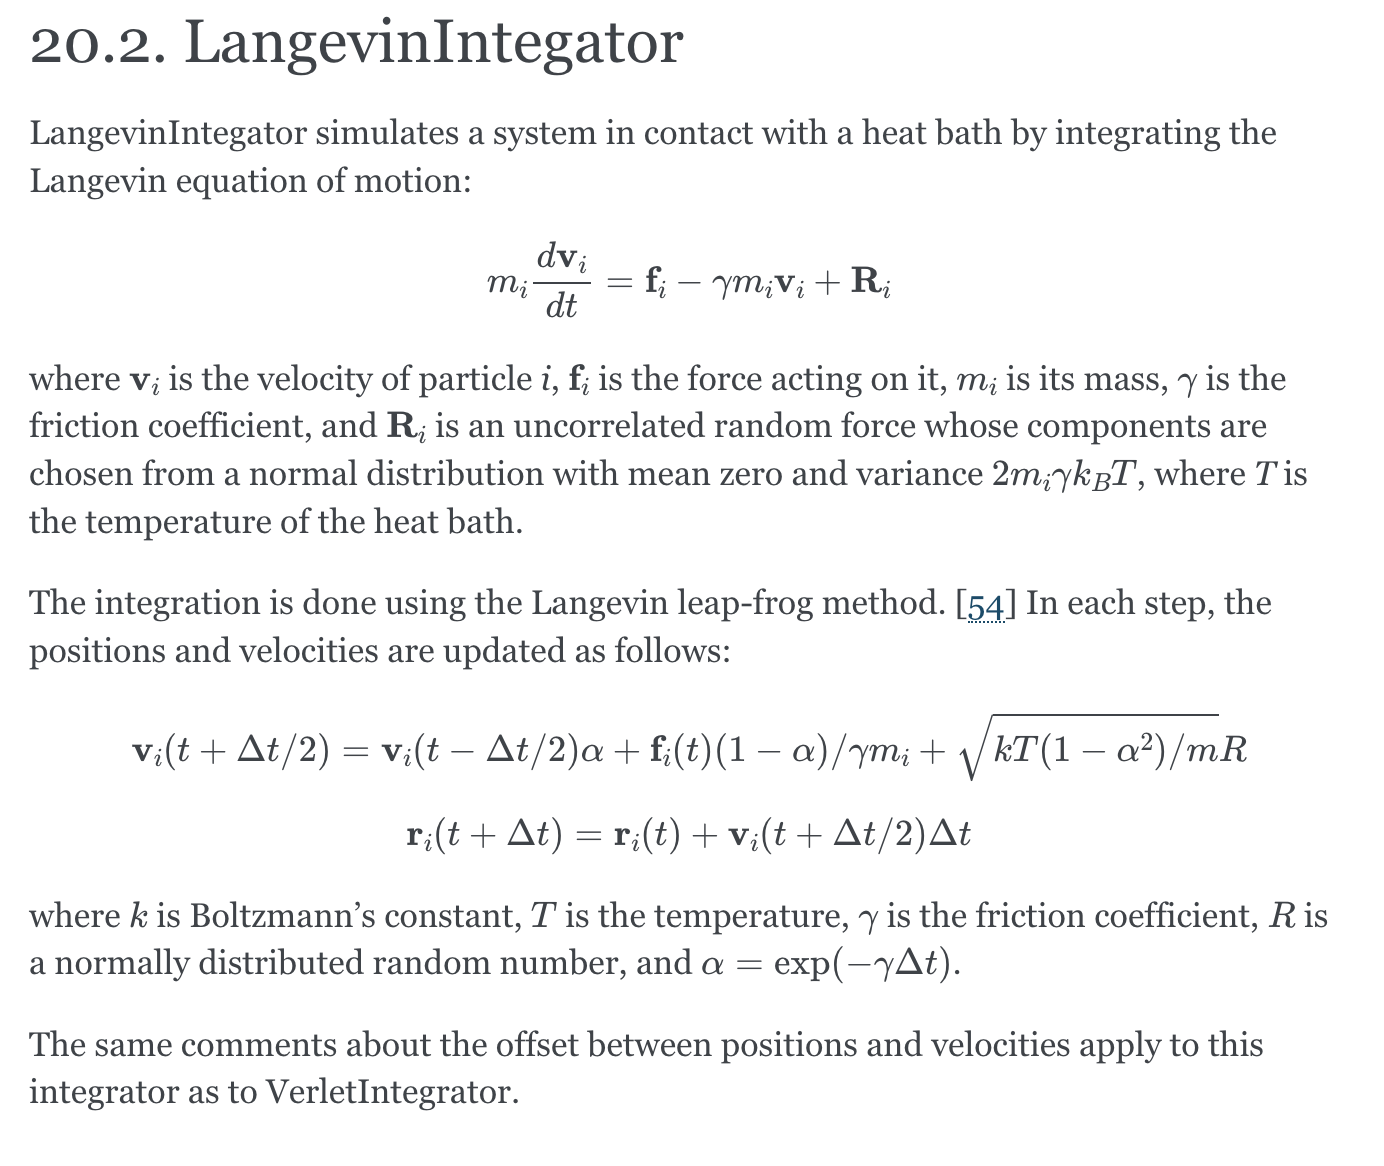 20.2. LangevinIntegator
LangevinIntegator simulates a system in contact with a heat bath by integrating the
Langevin equation of motion:
$m_i \frac{d\mathbf{v}_i}{dt} = \mathbf{f}_i - \gamma m_i \mathbf{v}_i + \mathbf{R}_i$
where $\mathbf{v}_i$ is the velocity of particle $i$, $\mathbf{f}_i$ is the force acting on it, $m_i$ is its mass, $\gamma$ is the
friction coefficient, and $\mathbf{R}_i$ is an uncorrelated random force whose components are
chosen from a normal distribution with mean zero and variance $2m_i\gamma k_B T$, where $T$ is
the temperature of the heat bath.
The integration is done using the Langevin leap-frog method. [54] In each step, the
positions and velocities are updated as follows:
$\mathbf{v}_i(t + \Delta t/2) = \mathbf{v}_i(t - \Delta t/2)\alpha + \mathbf{f}_i(t)(1 - \alpha)/\gamma m_i + \sqrt{kT(1 - \alpha^2)/m}R$
$\mathbf{r}_i(t + \Delta t) = \mathbf{r}_i(t) + \mathbf{v}_i(t + \Delta t/2)\Delta t$
where $k$ is Boltzmann’s constant, $T$ is the temperature, $\gamma$ is the friction coefficient, $R$ is
a normally distributed random number, and $\alpha = \exp(-\gamma\Delta t)$.
The same comments about the offset between positions and velocities apply to this
integrator as to VerletIntegrator.